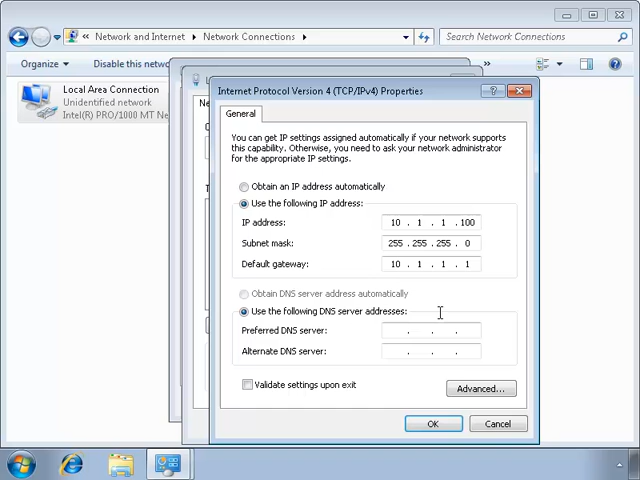 Network and Internet
Network Connections
Search Network Connections
Organize
Disable this netwo
»
Local Area Connection
Unidentified network
Intel(R) PRO/1000 MT Ne
Internet Protocol Version 4 (TCP/IPv4) Properties
General
You can get IP settings assigned automatically if your network supports
this capability. Otherwise, you need to ask your network administrator
for the appropriate IP settings.
Obtain an IP address automatically
Use the following IP address:
IP address: 10 . 1 . 1 . 100
Subnet mask: 255 . 255 . 255 . 0
Default gateway: 10 . 1 . 1 . 1
Obtain DNS server address automatically
Use the following DNS server addresses:
Preferred DNS server: . . .
Alternate DNS server: . . .
Validate settings upon exit
Advanced...
OK
Cancel